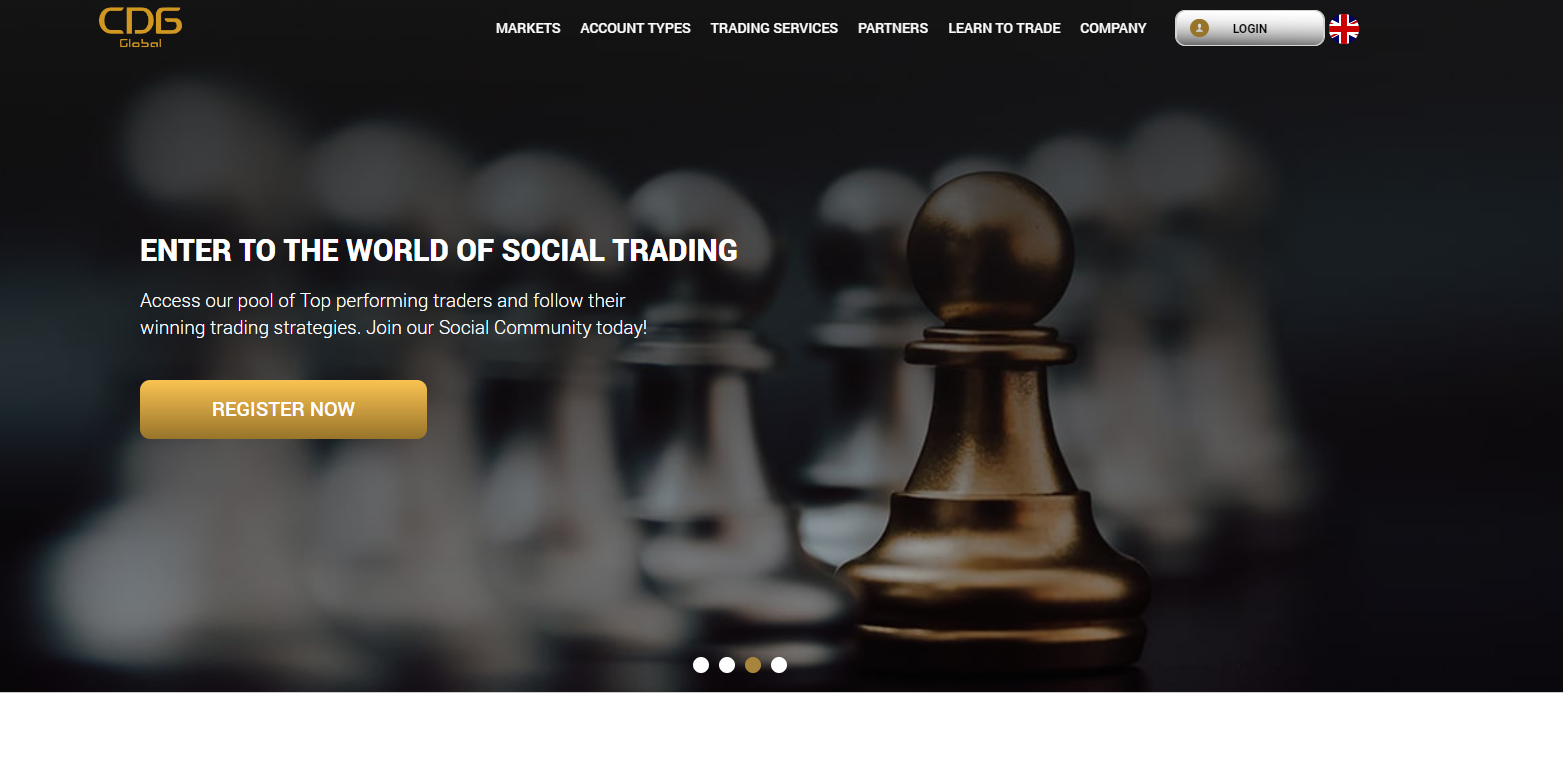 CDG
Global
MARKETS ACCOUNT TYPES TRADING SERVICES PARTNERS LEARN TO TRADE COMPANY LOGIN
ENTER TO THE WORLD OF SOCIAL TRADING
Access our pool of Top performing traders and follow their
winning trading strategies. Join our Social Community today!
REGISTER NOW